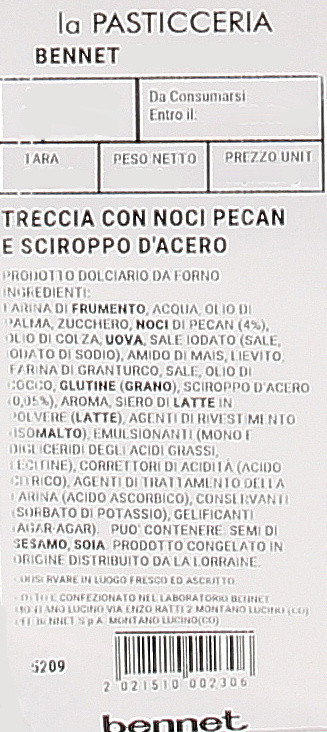 la PASTICCERIA
BENNET
Da Consumarsi
Entro il:
TARA
PESO NETTO
PREZZO UNIT
TRECCIA CON NOCI PECAN
E SCIROPPO D'ACERO
PRODOTTO DOLCIARIO DA FORNO
INGREDIENTI:
FARINA DI FRUMENTO, ACQUA, OLIO DI
PALMA, ZUCCHERO, NOCI DI PECAN (4%),
OLIO DI COLZA, UOVA, SALE IODATO (SALE,
IODATO DI SODIO), AMIDO DI MAIS, LIEVITO,
FARINA DI GRANTURCO, SALE, OLIO DI
COCCO, GLUTINE (GRANO), SCIROPPO D'ACERO
(0,05%), AROMA, SIERO DI LATTE IN
POLVERE (LATTE), AGENTI DI RIVESTIMENTO
(ISOMALTO), EMULSIONANTI (MONO E
DIGLICERIDI DEGLI ACIDI GRASSI,
LECITINE), CORRETTORI DI ACIDITÀ (ACIDO
CITRICO), AGENTI DI TRATTAMENTO DELLA
FARINA (ACIDO ASCORBICO), CONSERVANTI
(SORBATO DI POTASSIO), GELIFICANTI
(AGAR-AGAR). PUO' CONTENERE: SEMI DI
SESAMO, SOIA. PRODOTTO CONGELATO IN
ORIGINE DISTRIBUITO DA LA LORRAINE.
CONSERVARE IN LUOGO FRESCO ED ASCIUTTO.
COTTO E CONFEZIONATO NEL LABORATORIO BENNET
MONTANO LUCINO VIA ENZO RATTI 2 MONTANO LUCINO (CO)
PER BENNET S.p.A. MONTANO LUCINO(CO)
5209
2 021510 002306
bennet